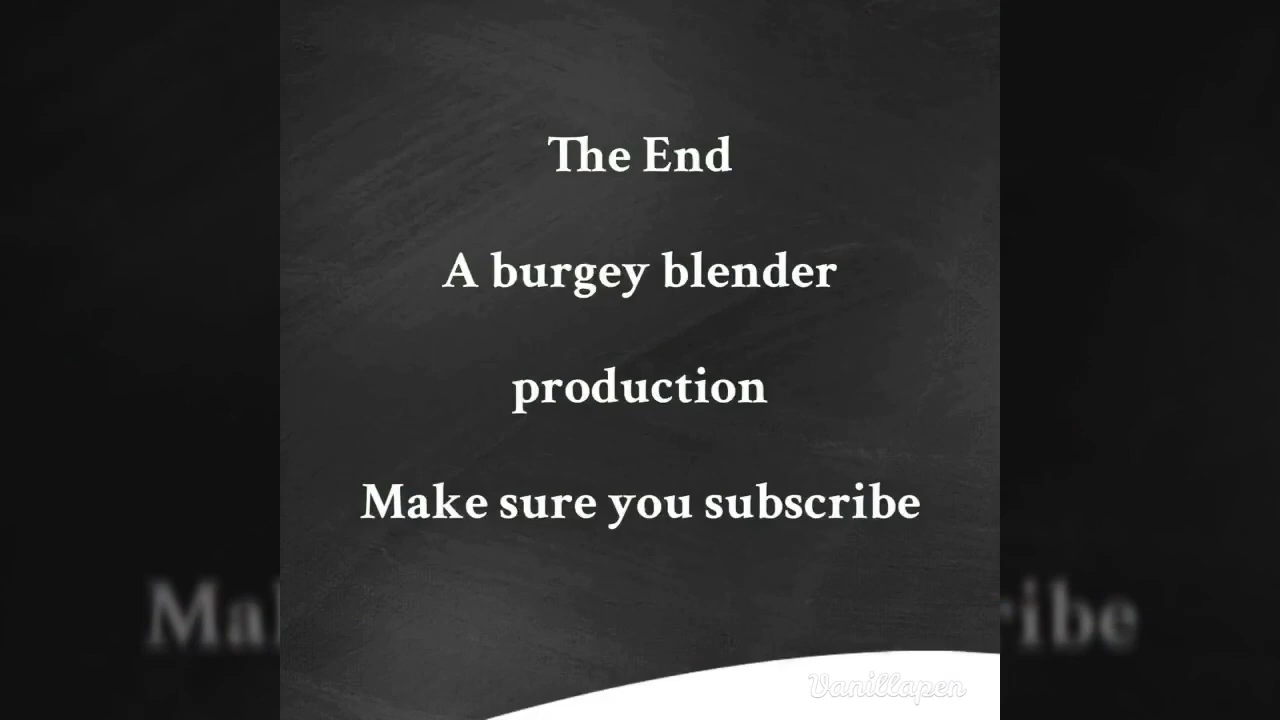 The End
A burgey blender
production
Make sure you subscribe
Vanillapen